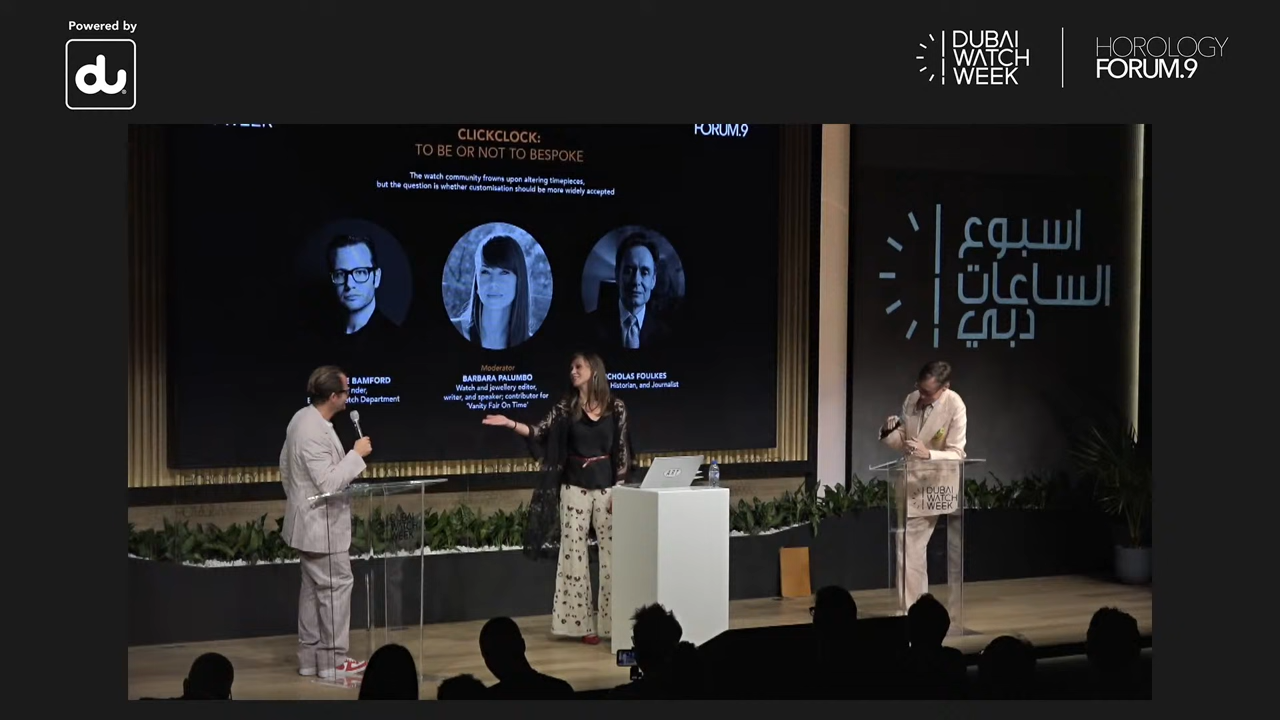 Powered by
du
DUBAI
WATCH
WEEK
HOROLOGY
FORUM.9
WEEK
FORUM.9
CLICKCLOCK:
TO BE OR NOT TO BESPOKE
The watch community frowns upon altering timepieces,
but the question is whether customisation should be more widely accepted
BAMFORD
Department
Moderator
BARBARA PALUMBO
Watch and jewellery editor,
writer, and speaker; contributor for
'Vanity Fair On Time'
FOULKES
Historian, and Journalist
اسبوع
الساعات
دبي
DUBAI
WATCH
WEEK